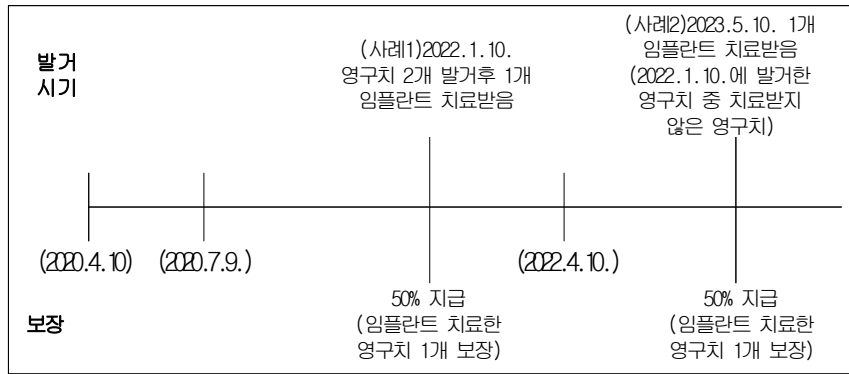 발거
시기
(사례1)2022.1.10.
영구치 2개 발거후 1개
임플란트 치료받음
(사례2)2023.5.10. 1개
임플란트 치료받음
(2022.1.10.에 발거한
영구치 중 치료받지
않은 영구치)
(2020.4.10)
(2020.7.9.)
(2022.4.10.)
보장
50% 지급
(임플란트 치료한
영구치 1개 보장)
50% 지급
(임플란트 치료한
영구치 1개 보장)